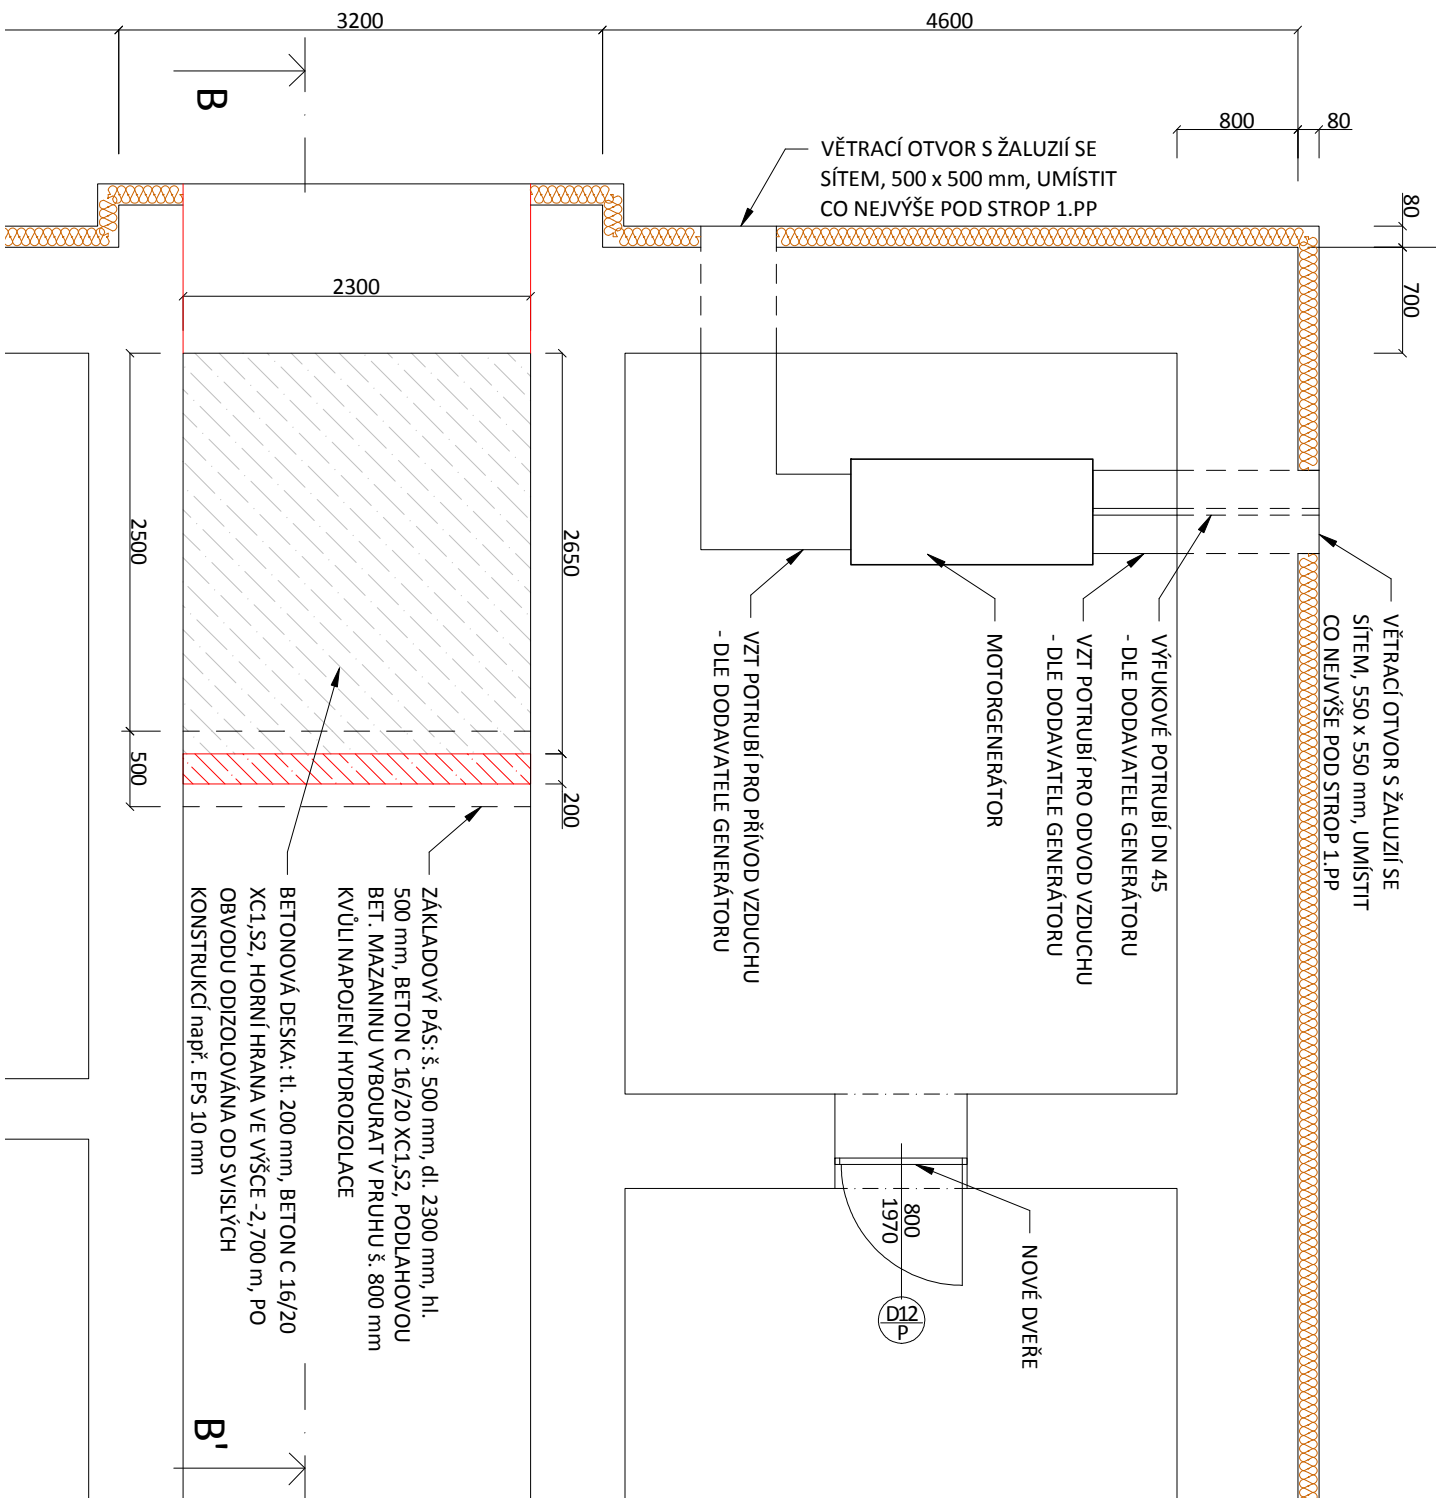 3200
4600
800
80
B
VĚTRACÍ OTVOR S ŽALUZIÍ SE
SÍTEM, 500 x 500 mm, UMÍSTIT
CO NEJVÝŠE POD STROP 1.PP
80
700
2300
2500
2650
500
200
VĚTRACÍ OTVOR S ŽALUZIÍ SE
SÍTEM, 550 x 550 mm, UMÍSTIT
CO NEJVÝŠE POD STROP 1.PP
VÝFUKOVÉ POTRUBÍ DN 45
- DLE DODAVATELE GENERÁTORU
VZT POTRUBÍ PRO ODVOD VZDUCHU
- DLE DODAVATELE GENERÁTORU
MOTORGENERÁTOR
VZT POTRUBÍ PRO PŘÍVOD VZDUCHU
- DLE DODAVATELE GENERÁTORU
ZÁKLADOVÝ PÁS: š. 500 mm, dl. 2300 mm, hl.
500 mm, BETON C 16/20 XC1,S2, PODLAHOVOU
BET. MAZANINU VYBOURAT V PRUHU š. 800 mm
KVŮLI NAPOJENÍ HYDROIZOLACE
BETONOVÁ DESKA: tl. 200 mm, BETON C 16/20
XC1,S2, HORNÍ HRANA VE VÝŠCE -2,700 m, PO
OBVODU ODIZOLOVÁNA OD SVISLÝCH
KONSTRUKCÍ např. EPS 10 mm
800
1970
NOVÉ DVEŘE
D12
P
B'